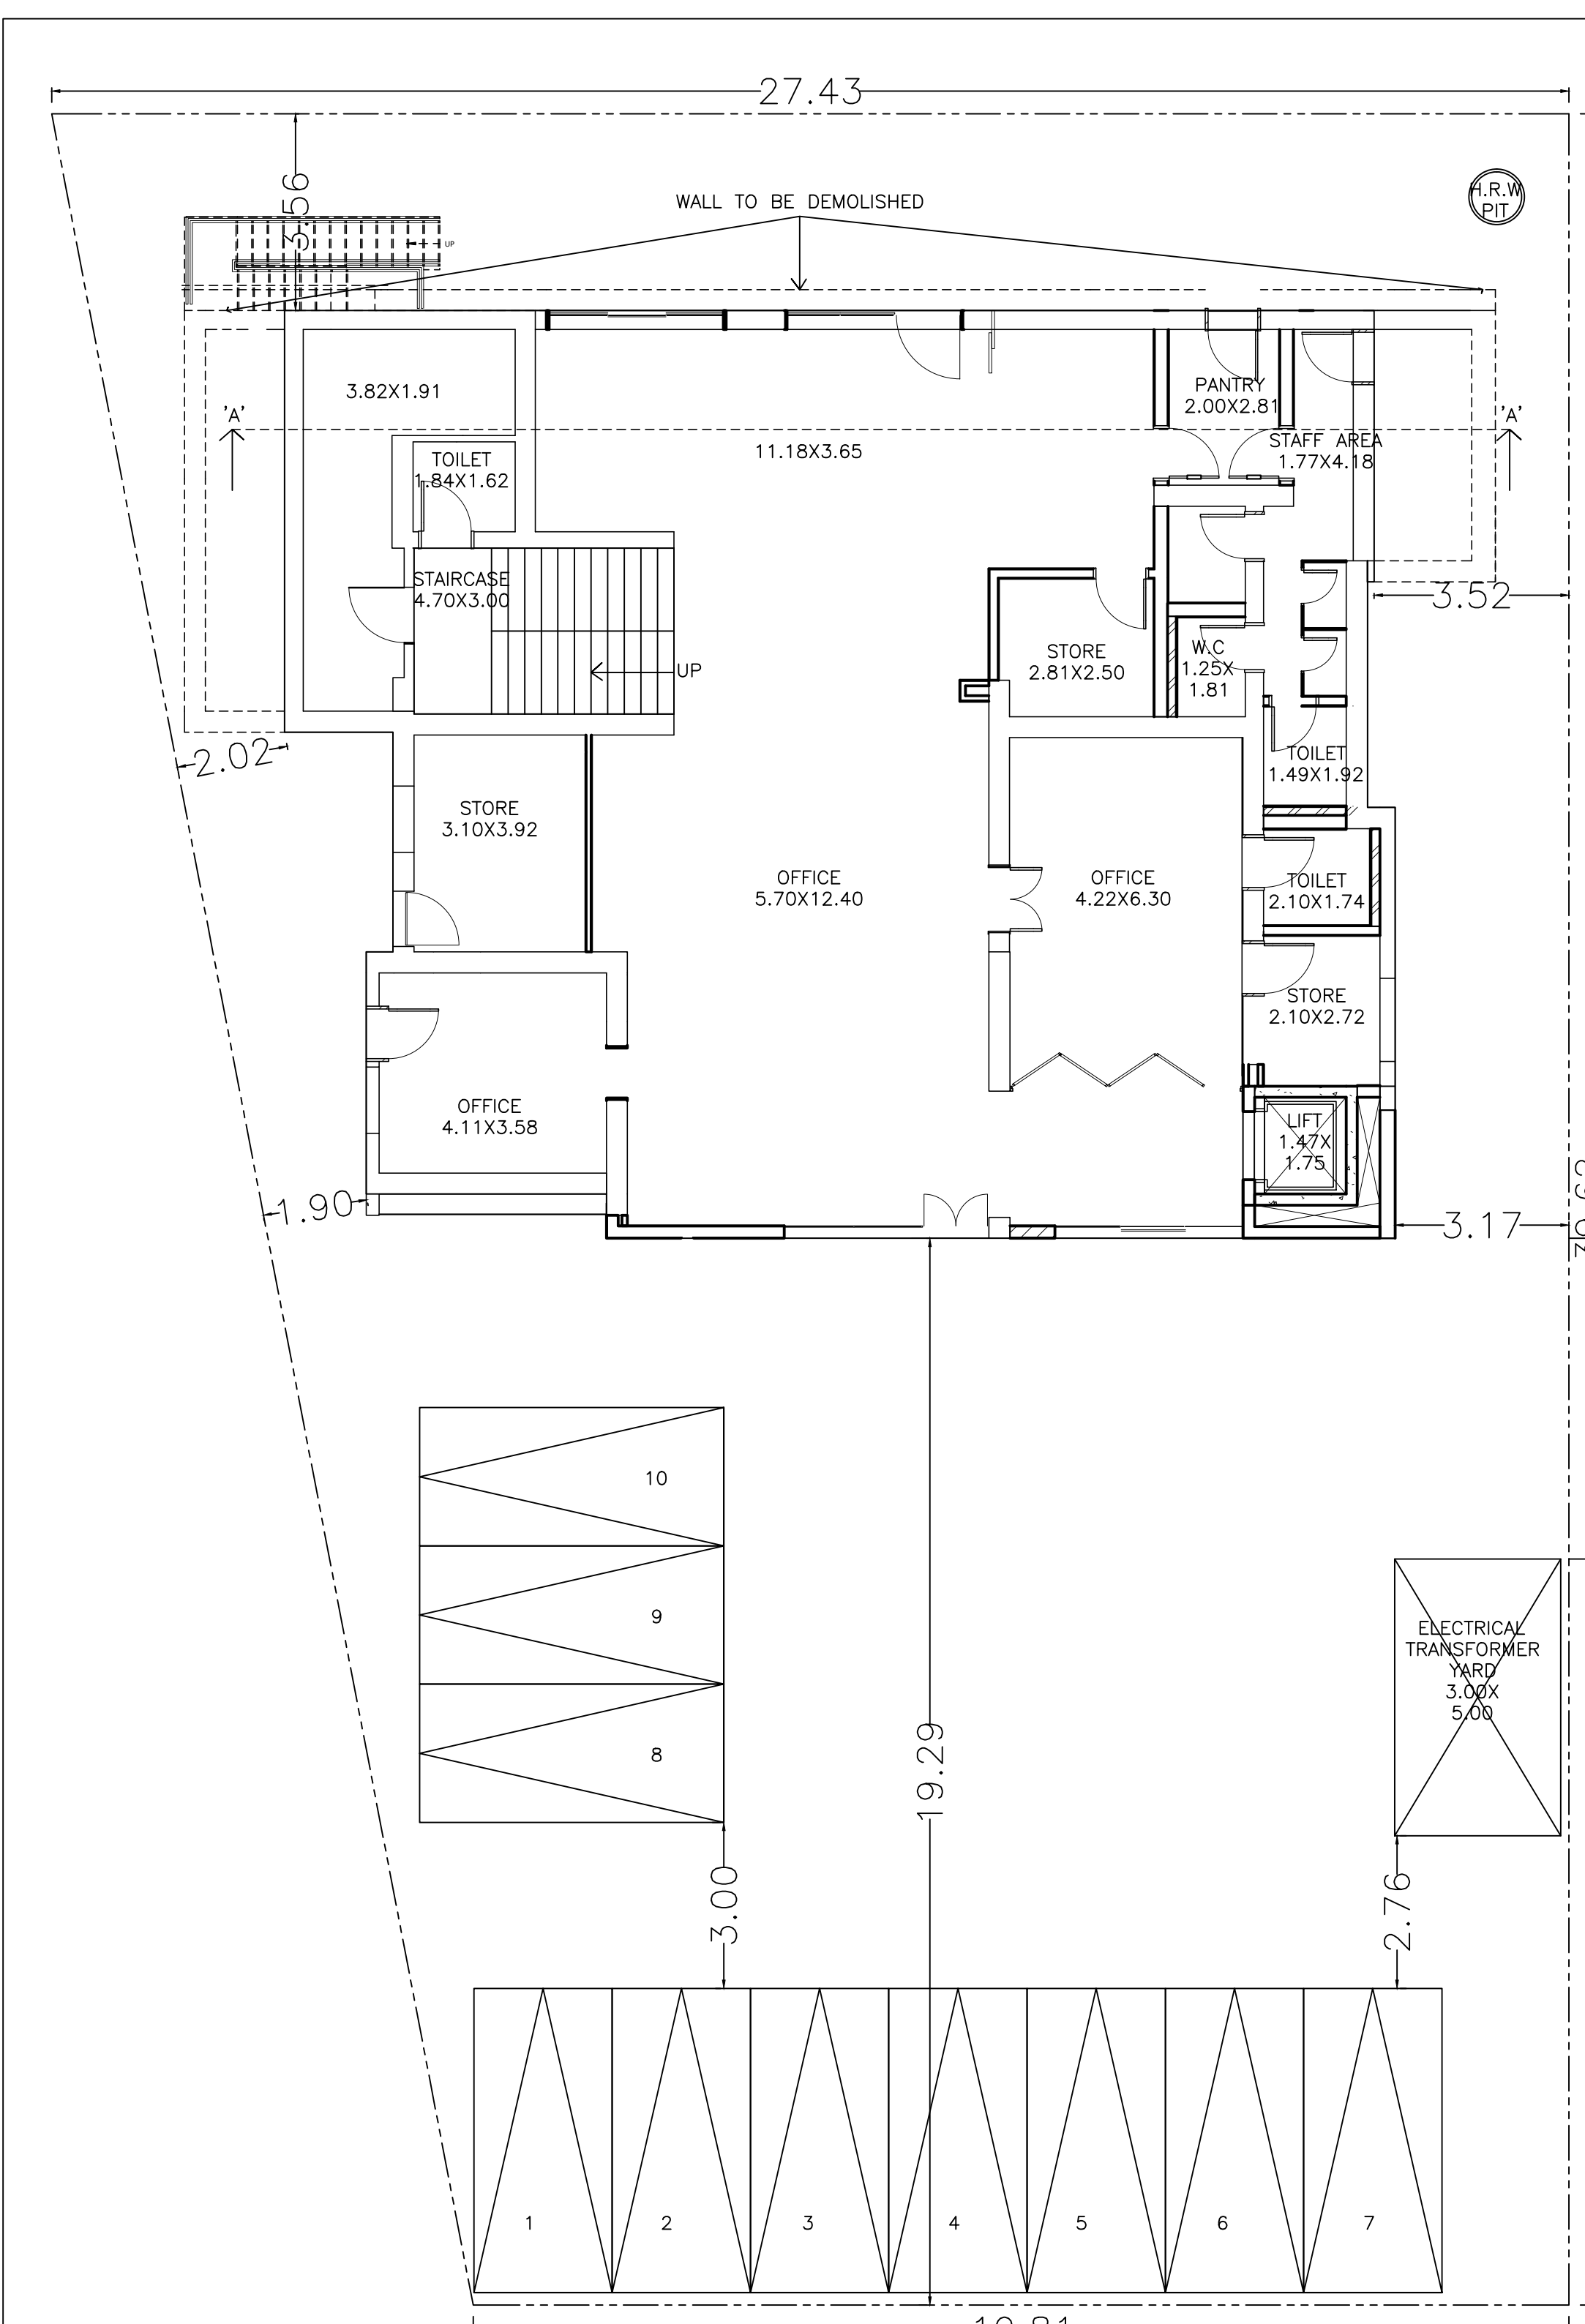 27.43
3.56
WALL TO BE DEMOLISHED
H.R.W
PIT
UP
3.82X1.91
PANTRY
2.00X2.81
'A'
'A'
STAFF AREA
1.77X4.18
11.18X3.65
TOILET
1.84X1.62
STAIRCASE
4.70X3.00
3.52
UP
STORE
2.81X2.50
W.C
1.25X
1.81
2.02
TOILET
1.49X1.92
STORE
3.10X3.92
OFFICE
5.70X12.40
OFFICE
4.22X6.30
TOILET
2.10X1.74
STORE
2.10X2.72
OFFICE
4.11X3.58
LIFT
1.47X
1.75
1.90
3.17
10
9
8
ELECTRICAL
TRANSFORMER
YARD
3.00X
5.00
19.29
3.00
2.76
1
2
3
4
5
6
7